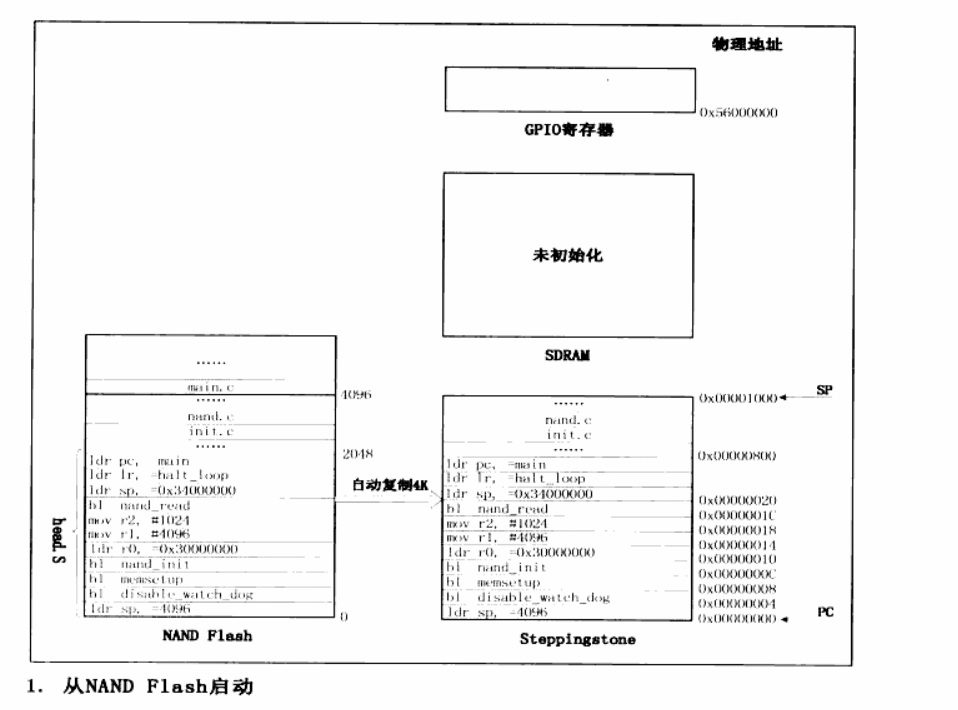 物理地址
0x56000000
GPIO寄存器
未初始化
SDRAM
......
main.c
......
4096
nand.c
init.c
......
2048
ldr pc, main
ldr lr, =halt_loop
ldr sp, =0x34000000
bl nand_read
mov r2, #1024
mov r1, #4096
ldr r0, =0x30000000
bl nand_init
bl memsetup
bl disable_watch_dog
ldr sp, =4096
0
head.S
NAND Flash
自动复制4K
......
nand.c
init.c
......
ldr pc, =main
ldr lr, =halt_loop
ldr sp, =0x34000000
bl nand_read
mov r2, #1024
mov r1, #4096
ldr r0, =0x30000000
bl nand_init
bl memsetup
bl disable_watch_dog
ldr sp, =4096
Steppingstone
0x00001000
SP
0x00000800
0x00000020
0x0000001C
0x00000018
0x00000014
0x00000010
0x0000000C
0x00000008
0x00000004
0x00000000
PC
1. 从NAND Flash启动